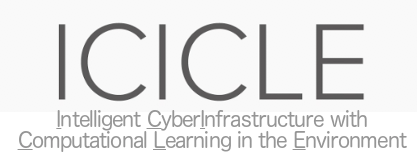 ICICLE
Intelligent CyberInfrastructure with
Computational Learning in the Environment